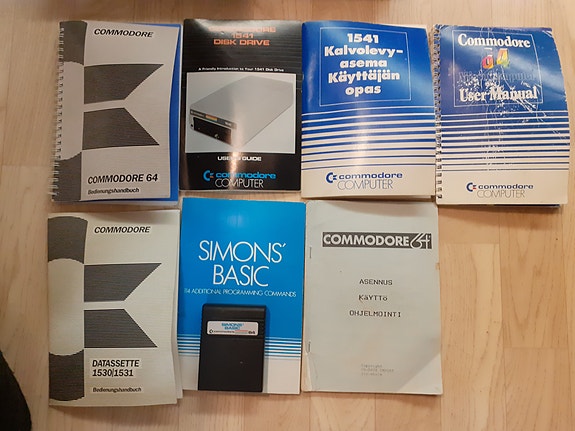 COMMODORE
COMMODORE 64
Bedienungshandbuch
1541
DISK DRIVE
A Friendly Introduction to Your 1541 Disk Drive
USER'S GUIDE
commodore
COMPUTER
1541
Kalvolevy-
asema
Käyttäjän
opas
commodore
COMPUTER
Commodore
64
User Manual
commodore
COMPUTER
COMMODORE
DATASSETTE
1530/1531
Bedienungshandbuch
SIMONS'
BASIC
114 ADDITIONAL PROGRAMMING COMMANDS
SIMONS'
BASIC
commodore 64
COMMODORE 64
ASENNUS
KÄYTTÖ
OHJELMOINTI